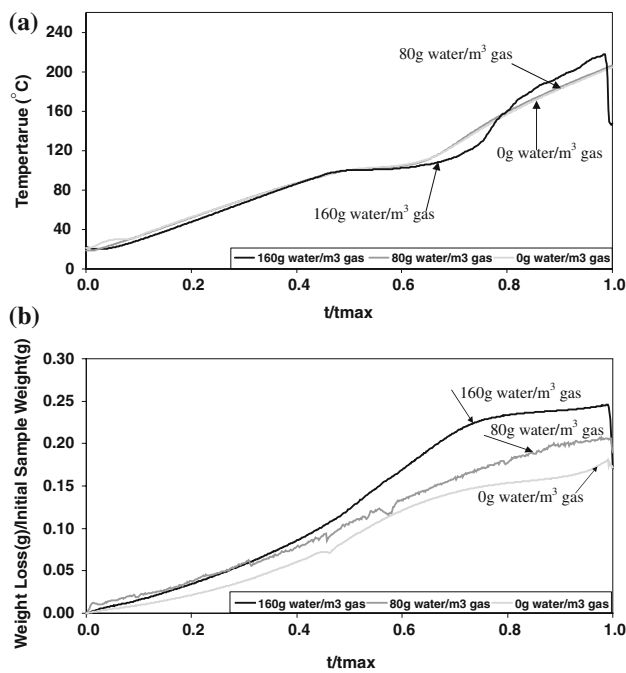 (a)
240
200
160
120
80
40
0
Tempertarue (°C)
80g water/m³ gas
0g water/m³ gas
160g water/m³ gas
160g water/m3 gas 80g water/m3 gas 0g water/m3 gas
0.0 0.2 0.4 0.6 0.8 1.0
t/tmax
(b)
0.30
0.25
0.20
0.15
0.10
0.05
0.00
Weight Loss(g)/Initial Sample Weight(g)
160g water/m³ gas
80g water/m³ gas
0g water/m³ gas
160g water/m3 gas 80g water/m3 gas 0g water/m3 gas
0.0 0.2 0.4 0.6 0.8 1.0
t/tmax